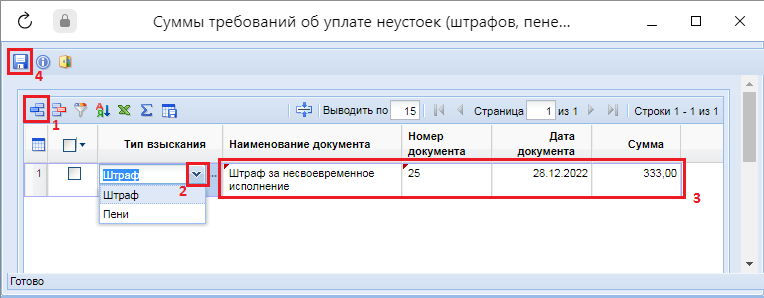 Суммы требований об уплате неустоек (штрафов, пене...
4
1
Выводить по 15 Страница 1 из 1 Строки 1 - 1 из 1
Тип взыскания Наименование документа Номер документа Дата документа Сумма
1 Штраф 2 ... Штраф за несвоевременное исполнение 25 28.12.2022 333,00 3
Штраф
Пени
Готово